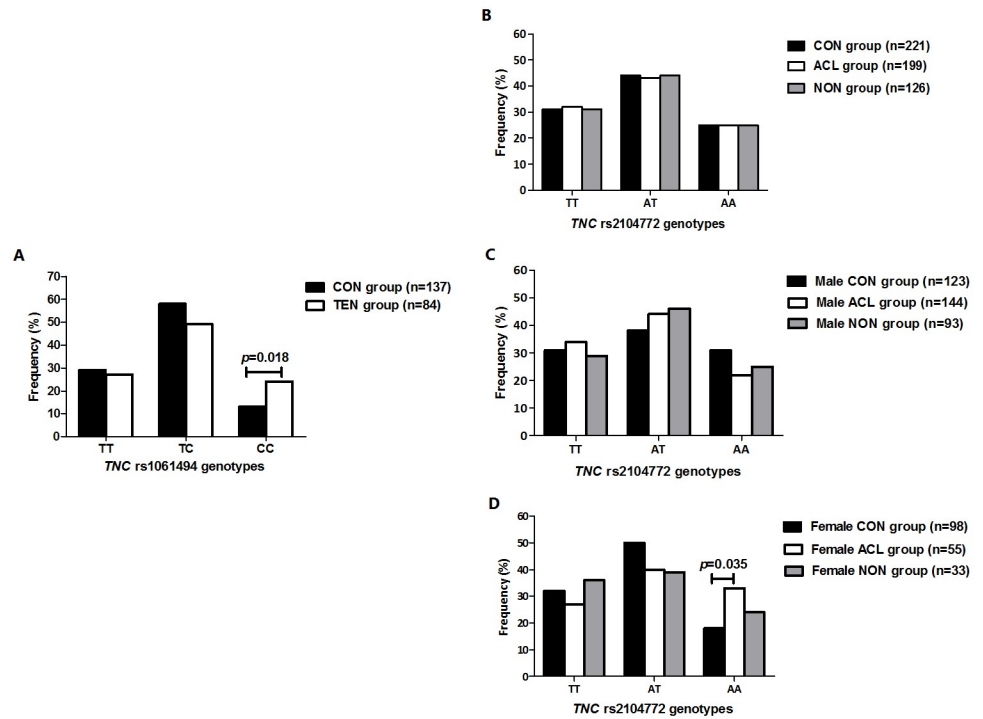 B
60
50
40
30
20
10
0
Frequency (%)
TT AT AA
TNC rs2104772 genotypes
CON group (n=221)
ACL group (n=199)
NON group (n=126)
A
70
60
50
40
30
20
10
0
Frequency (%)
p=0.018
TT TC CC
TNC rs1061494 genotypes
CON group (n=137)
TEN group (n=84)
C
60
50
40
30
20
10
0
Frequency (%)
TT AT AA
TNC rs2104772 genotypes
Male CON group (n=123)
Male ACL group (n=144)
Male NON group (n=93)
D
60
50
40
30
20
10
0
Frequency (%)
p=0.035
TT AT AA
TNC rs2104772 genotypes
Female CON group (n=98)
Female ACL group (n=55)
Female NON group (n=33)